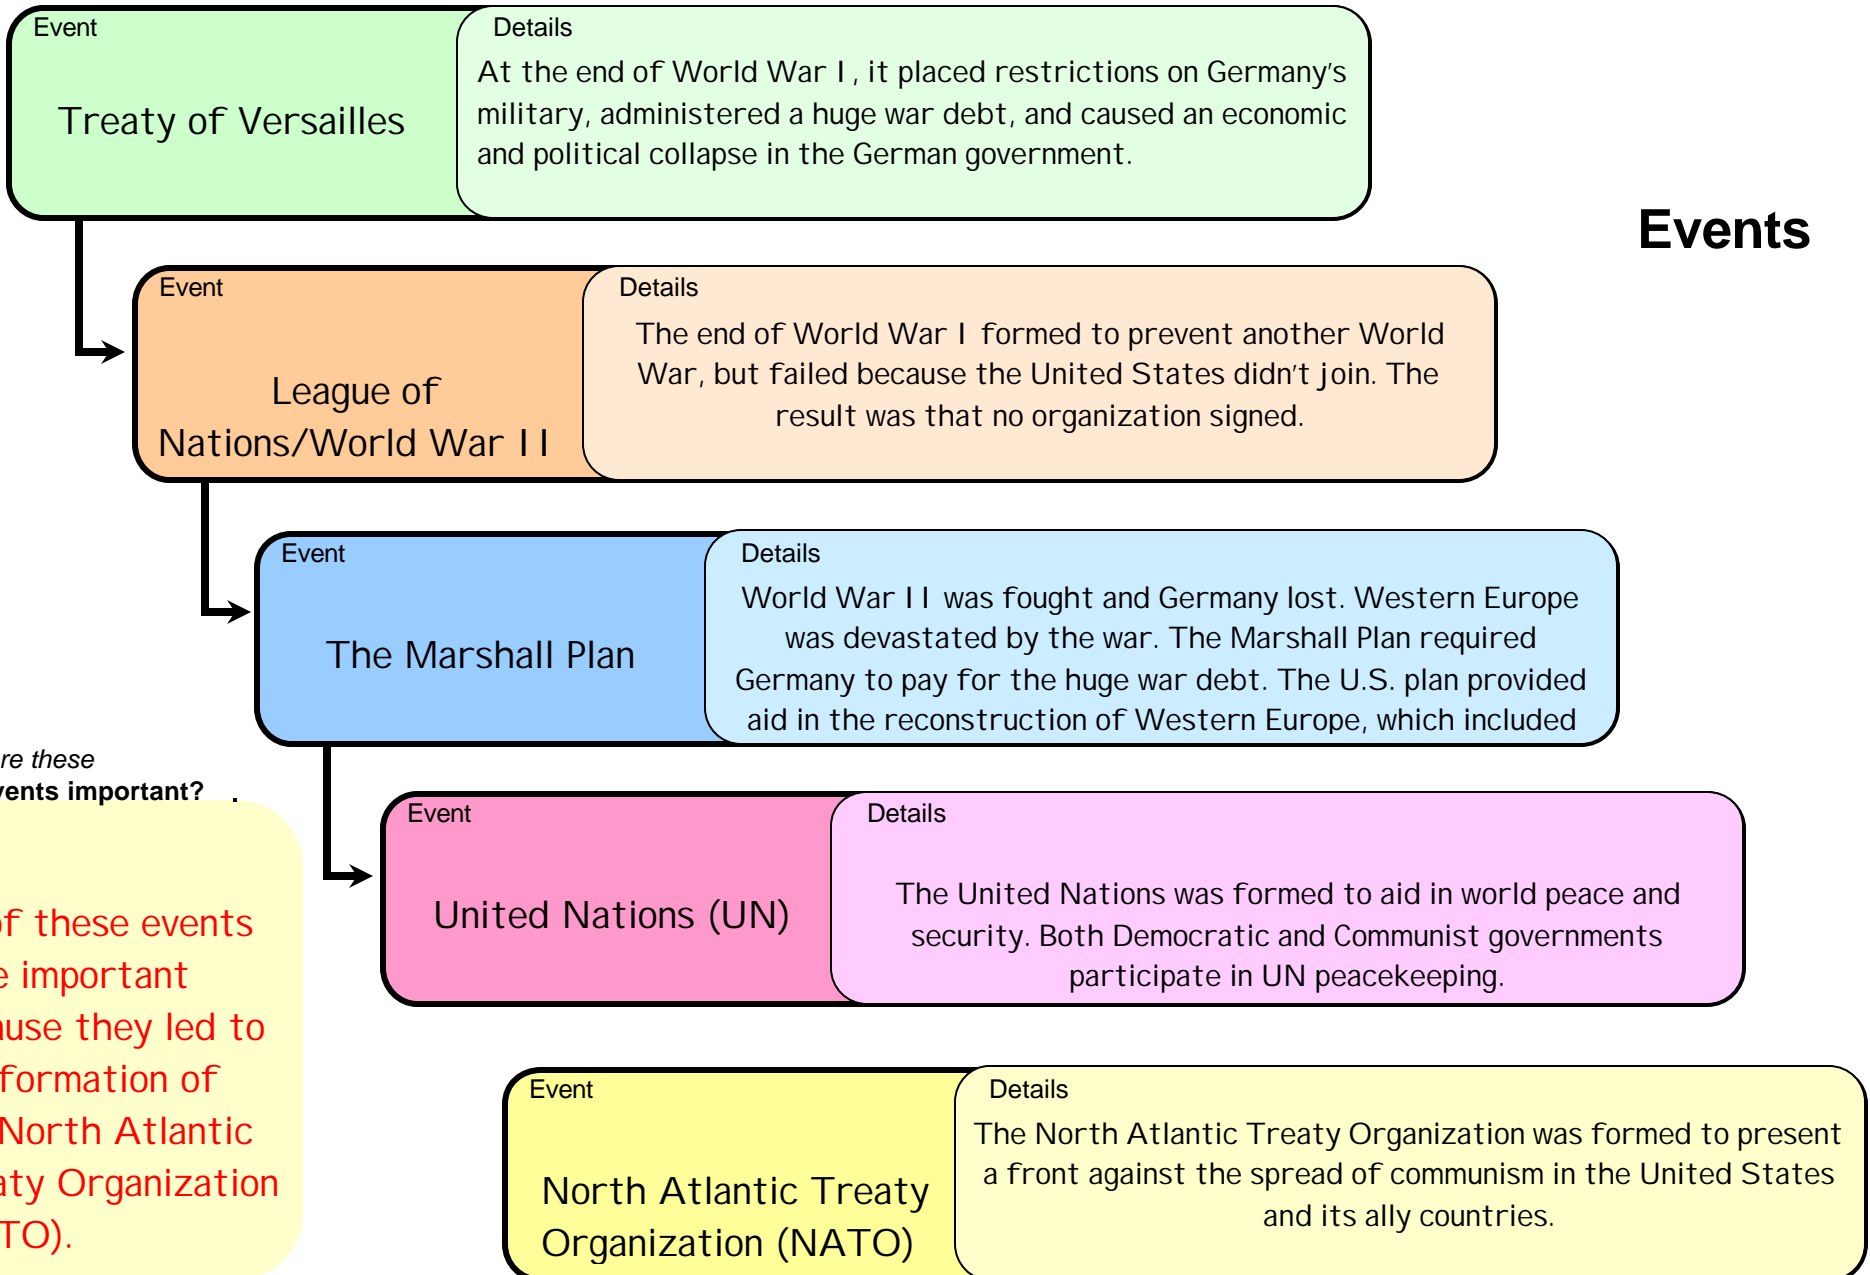 Event
Details
Treaty of Versailles
At the end of World War I, it placed restrictions on Germany's
military, administered a huge war debt, and caused an economic
and political collapse in the German government.
Events
Event
Details
League of
Nations/World War II
The end of World War I formed to prevent another World
War, but failed because the United States didn't join. The
result was that no organization signed.
Event
Details
The Marshall Plan
World War II was fought and Germany lost. Western Europe
was devastated by the war. The Marshall Plan required
Germany to pay for the huge war debt. The U.S. plan provided
aid in the reconstruction of Western Europe, which included
re these
vents important?
of these events
e important
ause they led to
formation of
North Atlantic
aty Organization
TO).
Event
Details
United Nations (UN)
The United Nations was formed to aid in world peace and
security. Both Democratic and Communist governments
participate in UN peacekeeping.
Event
Details
North Atlantic Treaty
Organization (NATO)
The North Atlantic Treaty Organization was formed to present
a front against the spread of communism in the United States
and its ally countries.